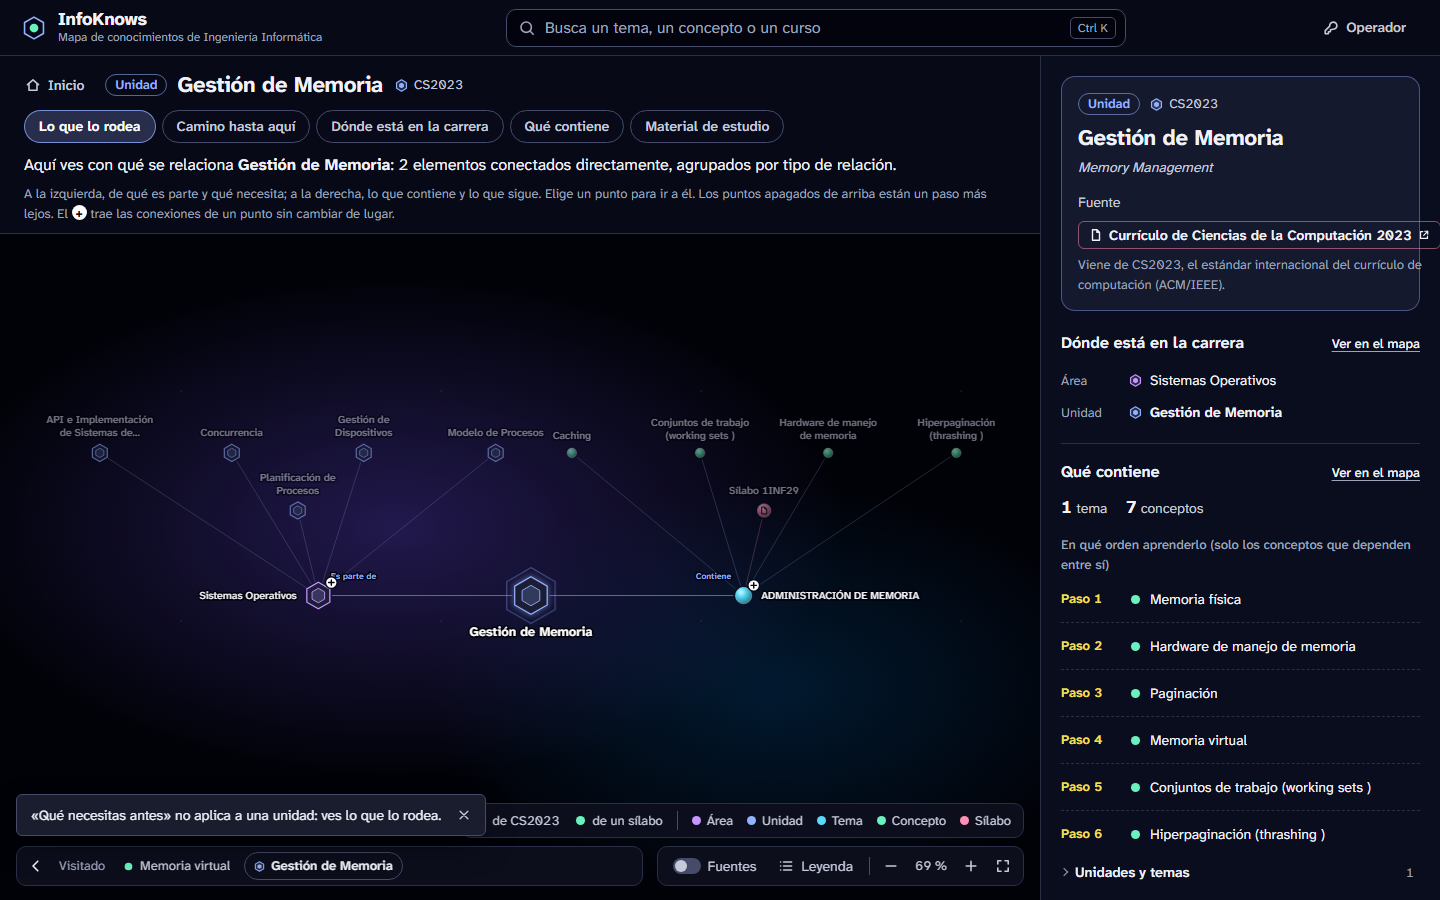 InfoKnows
Mapa de conocimientos de Ingeniería Informática
Busca un tema, un concepto o un curso
Ctrl K
Operador
Inicio
Unidad
Gestión de Memoria
CS2023
Lo que lo rodea
Camino hasta aquí
Dónde está en la carrera
Qué contiene
Material de estudio
Aquí ves con qué se relaciona Gestión de Memoria: 2 elementos conectados directamente, agrupados por tipo de relación.
A la izquierda, de qué es parte y qué necesita; a la derecha, lo que contiene y lo que sigue. Elige un punto para ir a él. Los puntos apagados de arriba están un paso más
lejos. El + trae las conexiones de un punto sin cambiar de lugar.
API e Implementación
de Sistemas de...
Concurrencia
Gestión de
Dispositivos
Modelo de Procesos
Caching
Conjuntos de trabajo
(working sets )
Hardware de manejo
de memoria
Hiperpaginación
(thrashing )
Planificación de
Procesos
Sílabo 1INF29
Es parte de
Contiene
Sistemas Operativos
ADMINISTRACIÓN DE MEMORIA
Gestión de Memoria
«Qué necesitas antes» no aplica a una unidad: ves lo que lo rodea.
de CS2023
de un sílabo
Área
Unidad
Tema
Concepto
Sílabo
Visitado
Memoria virtual
Gestión de Memoria
Fuentes
Leyenda
69 %
Unidad
CS2023
Gestión de Memoria
Memory Management
Fuente
Currículo de Ciencias de la Computación 2023
Viene de CS2023, el estándar internacional del currículo de
computación (ACM/IEEE).
Dónde está en la carrera
Ver en el mapa
Área
Sistemas Operativos
Unidad
Gestión de Memoria
Qué contiene
Ver en el mapa
1 tema
7 conceptos
En qué orden aprenderlo (solo los conceptos que dependen
entre sí)
Paso 1
Memoria física
Paso 2
Hardware de manejo de memoria
Paso 3
Paginación
Paso 4
Memoria virtual
Paso 5
Conjuntos de trabajo (working sets )
Paso 6
Hiperpaginación (thrashing )
Unidades y temas
1